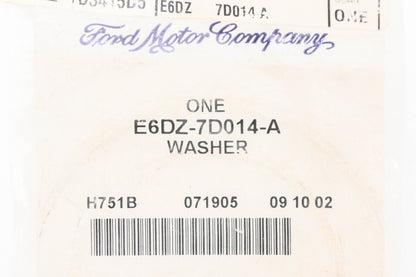 E6DZ 7D014 A
ONE
Ford Motor Company
ONE
E6DZ-7D014-A
WASHER
H751B 071905 09 10 02